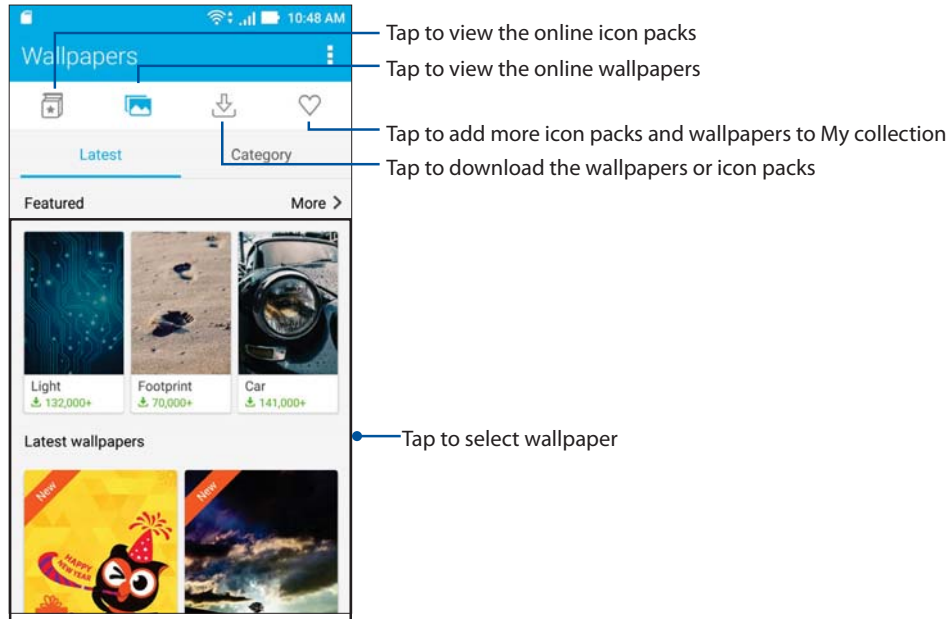 10:48 AM
Wallpapers
Tap to view the online icon packs
Tap to view the online wallpapers
Tap to add more icon packs and wallpapers to My collection
Tap to download the wallpapers or icon packs
Latest
Category
Featured
More >
Light
132,000+
Footprint
70,000+
Car
141,000+
Latest wallpapers
Tap to select wallpaper
New
New
HAPPY
NEW YEAR